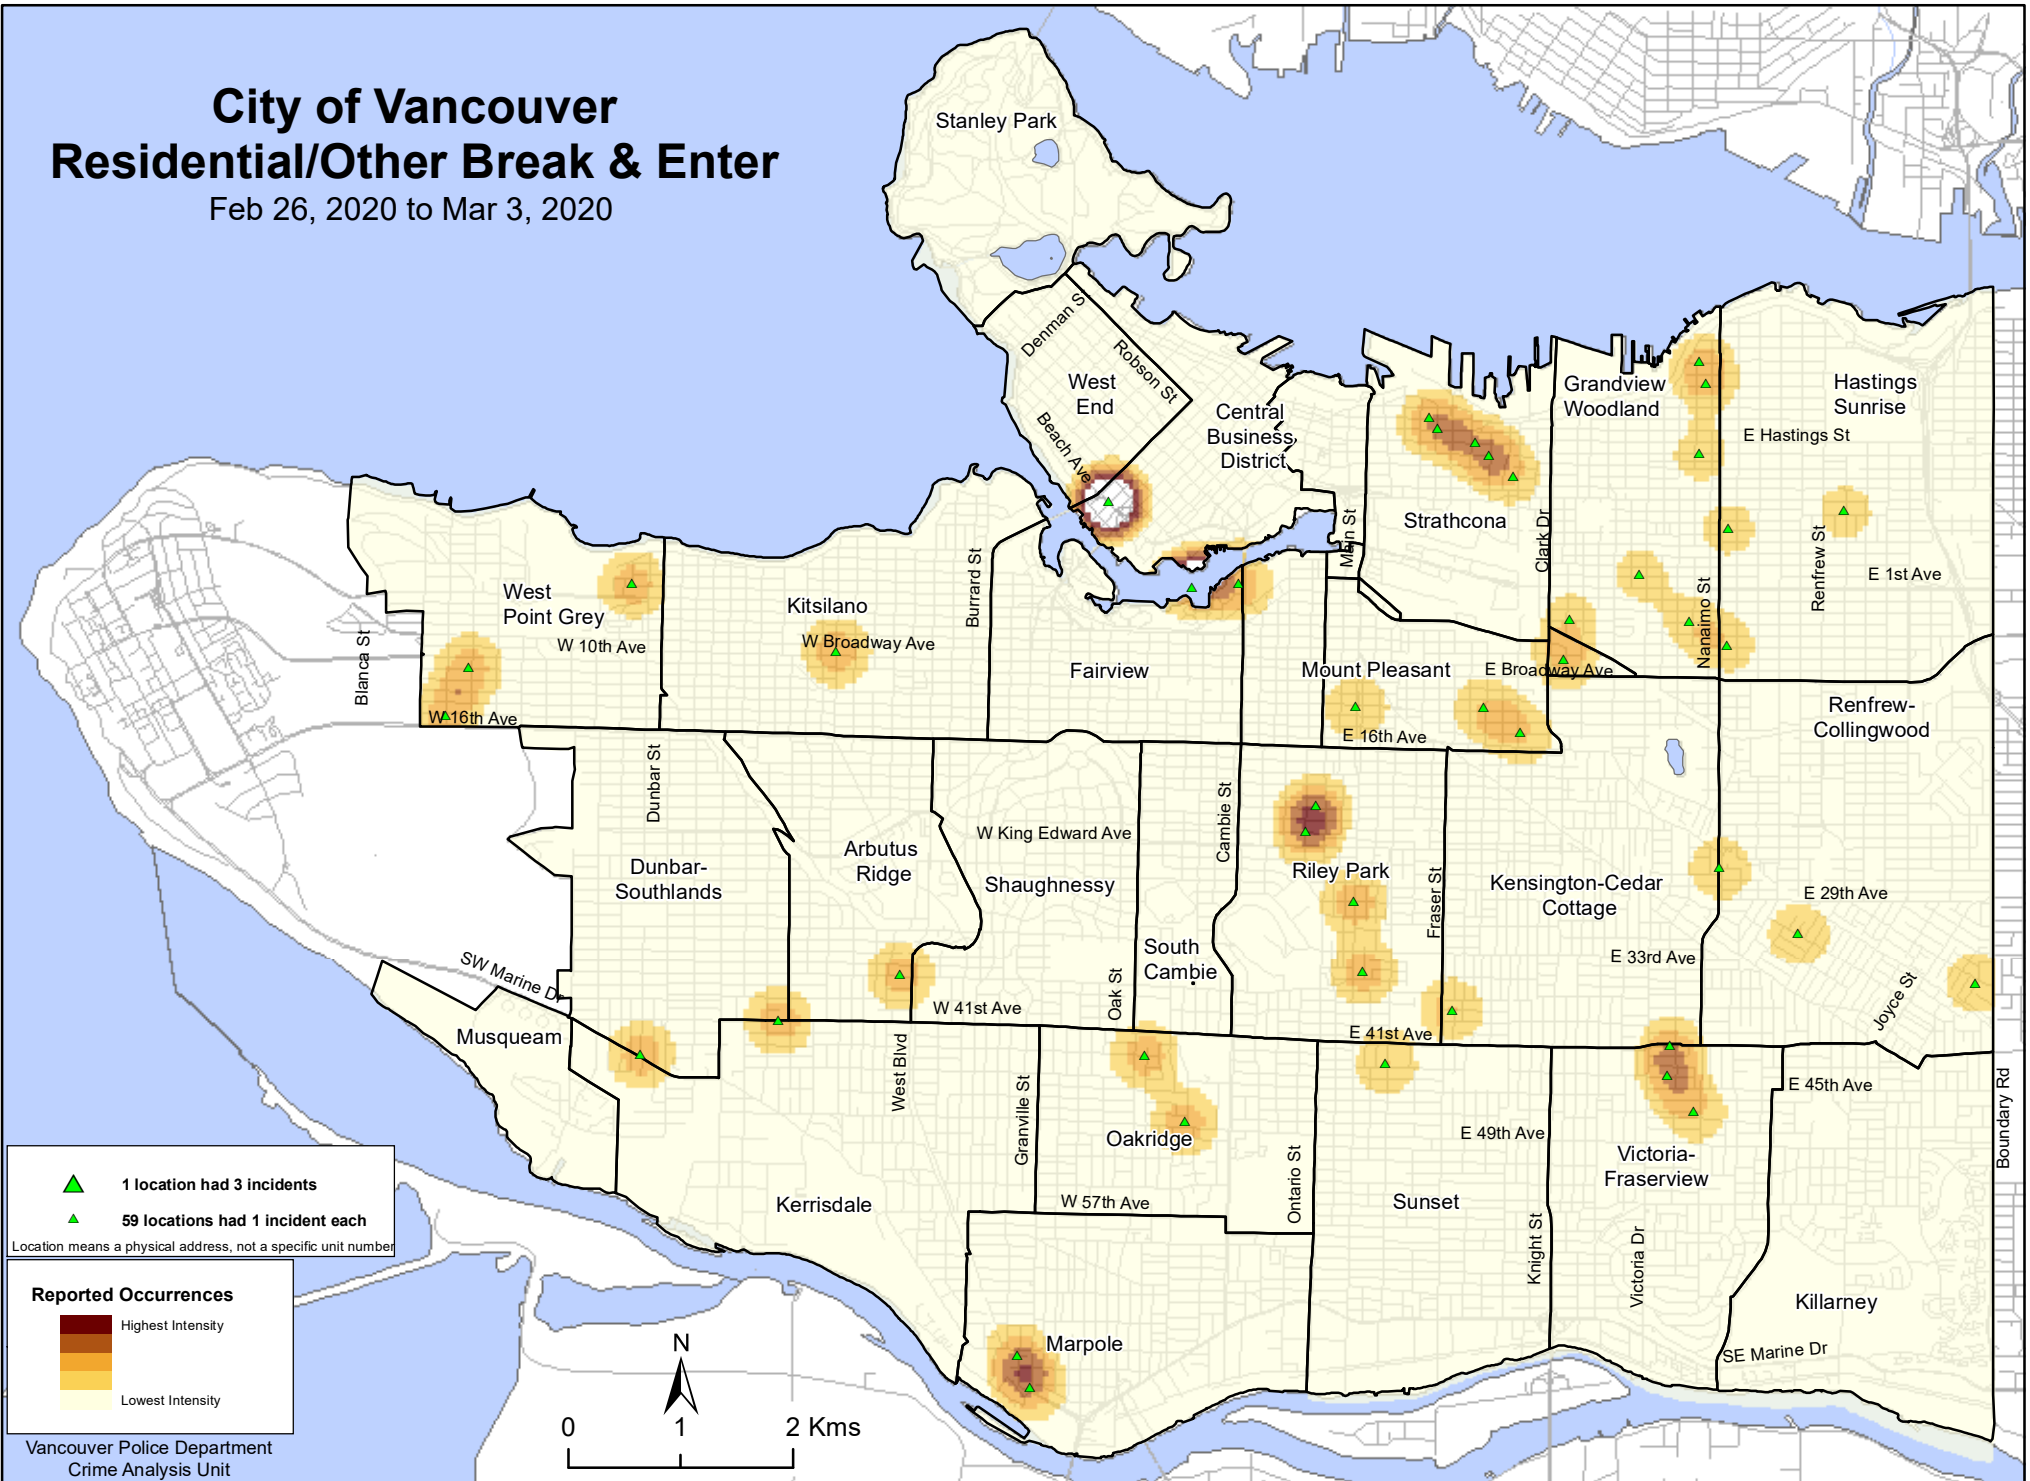 City of Vancouver
Residential/Other Break & Enter
Feb 26, 2020 to Mar 3, 2020
Stanley Park
Denman S
Robson St
West
End
Beach Ave
Central
Business
District
Grandview
Woodland
Hastings
Sunrise
E Hastings St
Strathcona
Main St
Clark Dr
Nanaimo St
Renfrew St
E 1st Ave
West
Point Grey
Kitsilano
Burrard St
W 10th Ave
W Broadway Ave
Blanca St
Fairview
Mount Pleasant
E Broadway Ave
W 16th Ave
E 16th Ave
Renfrew-
Collingwood
Dunbar St
Cambie St
W King Edward Ave
Arbutus
Ridge
Dunbar-
Southlands
Shaughnessy
Riley Park
Fraser St
Kensington-Cedar
Cottage
E 29th Ave
South
Cambie
E 33rd Ave
SW Marine Dr
Oak St
W 41st Ave
Joyce St
Musqueam
E 41st Ave
West Blvd
Granville St
E 45th Ave
Boundary Rd
Oakridge
E 49th Ave
Victoria-
Fraserview
Ontario St
Kerrisdale
W 57th Ave
Sunset
Knight St
Victoria Dr
Killarney
Marpole
SE Marine Dr
1 location had 3 incidents
59 locations had 1 incident each
Location means a physical address, not a specific unit number
Reported Occurrences
Highest Intensity
Lowest Intensity
N
0 1 2 Kms
Vancouver Police Department
Crime Analysis Unit